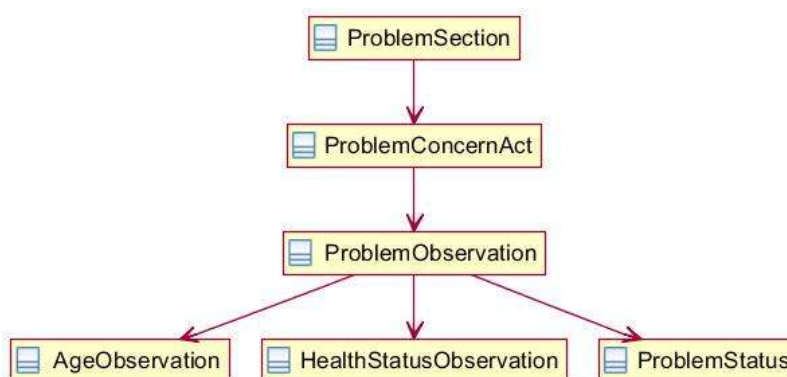 ProblemSection
ProblemConcernAct
ProblemObservation
AgeObservation
HealthStatusObservation
ProblemStatus